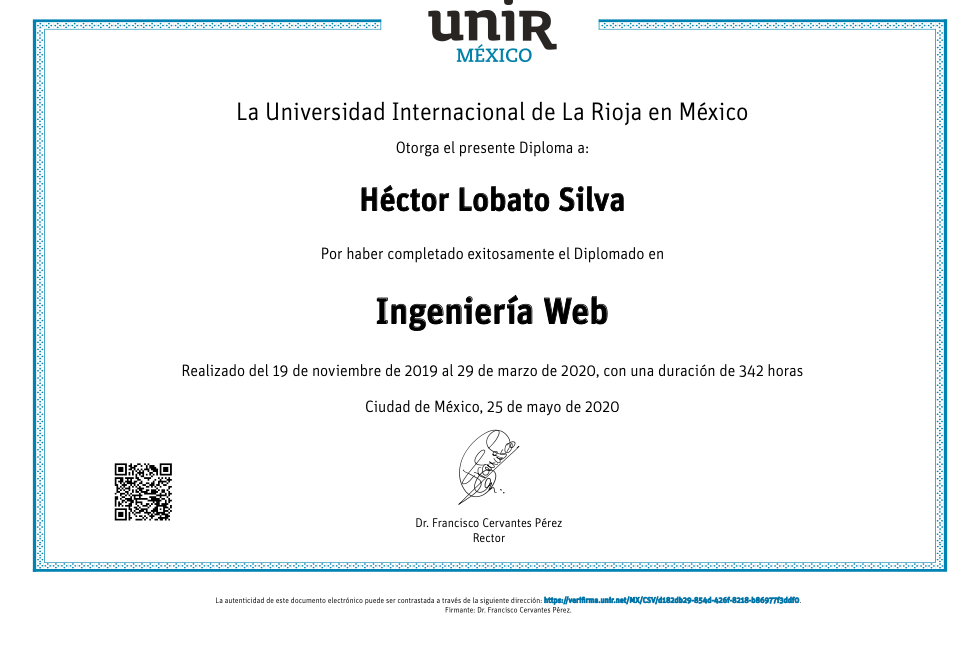 uniR
MÉXICO
La Universidad Internacional de La Rioja en México
Otorga el presente Diploma a:
Héctor Lobato Silva
Por haber completado exitosamente el Diplomado en
Ingeniería Web
Realizado del 19 de noviembre de 2019 al 29 de marzo de 2020, con una duración de 342 horas
Ciudad de México, 25 de mayo de 2020
Dr. Francisco Cervantes Pérez
Rector
La autenticidad de este documento electrónico puede ser contrastada a través de la siguiente dirección: https://verifirma.unir.net/MX/CSV/d182db29-854d-426f-8218-b86977f3ddf0.
Firmante: Dr. Francisco Cervantes Pérez.